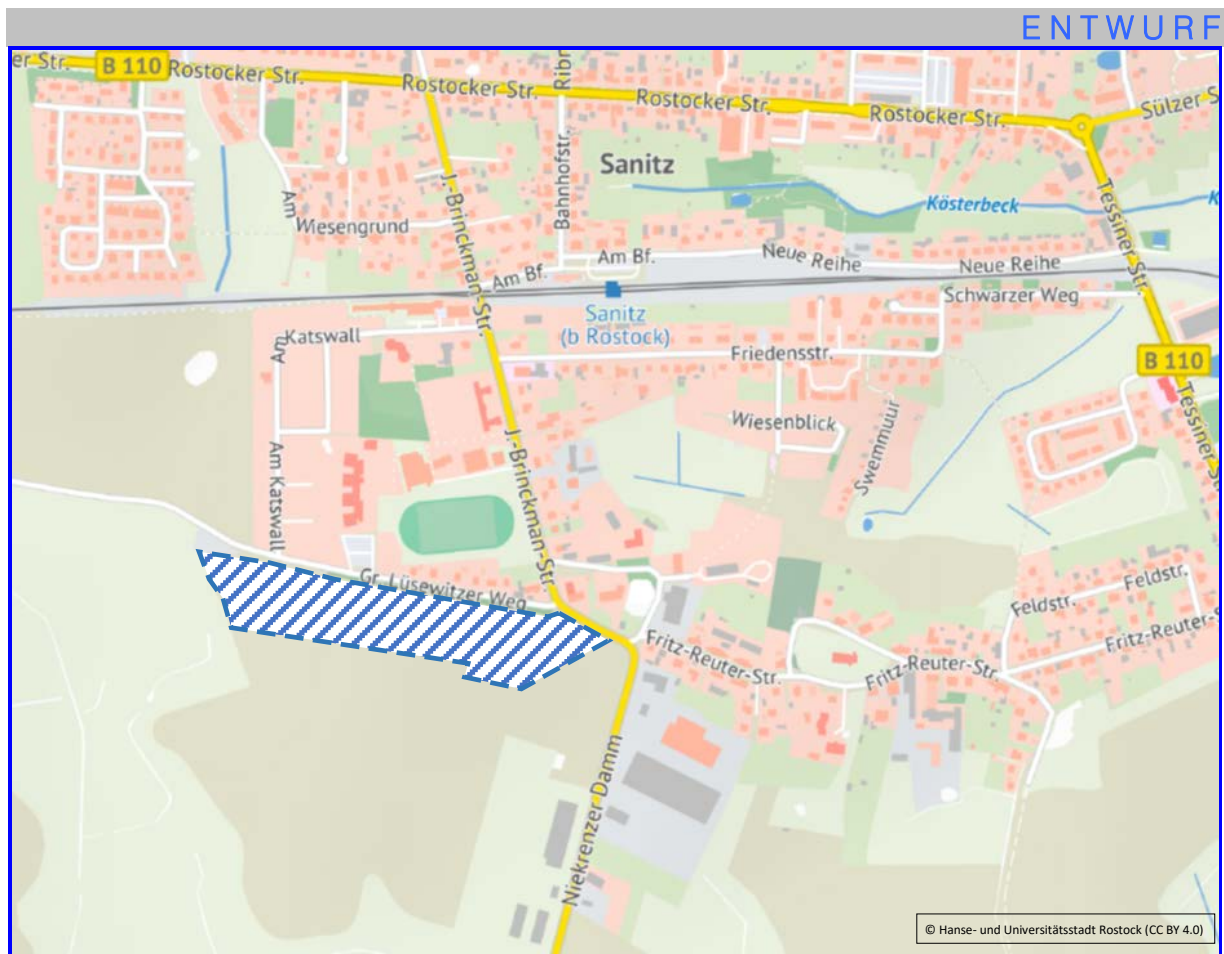 ENTWURF
er Str.
B 110
Rostocker Str.
Rostocker Str.
Rostocker Str.
Rostocker Str.
Sülzer S
Ribn
Sanitz
Bahnhofstr.
J.-Brinckman-Str.
Am
Wiesengrund
Kösterbeck
K
Tessiner Str.
Am Bf.
Am Bf.
Neue Reihe
Neue Reihe
Schwarzer Weg
Sanitz
(b Rostock)
Am
Katswall
Friedensstr.
B 110
Wiesenblick
Swemmuur
Tessiner St
Am Katswall
J.-Brinckman-Str.
Gr. Lüsewitzer Weg
Feldstr.
Feldstr.
Fritz-Reuter-S
Fritz-Reuter-Str.
Fritz-Reuter-Str.
Niekrenzer Damm
© Hanse- und Universitätsstadt Rostock (CC BY 4.0)